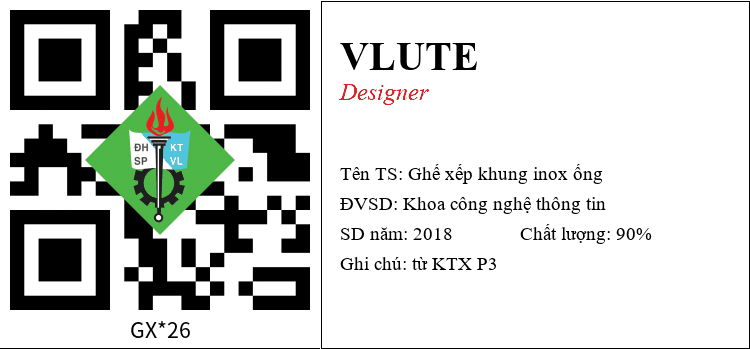 ĐH
KT
SP
VL
GX*26
VLUTE
Designer
Tên TS: Ghế xếp khung inox ống
ĐVSD: Khoa công nghệ thông tin
SD năm: 2018 Chất lượng: 90%
Ghi chú: từ KTX P3